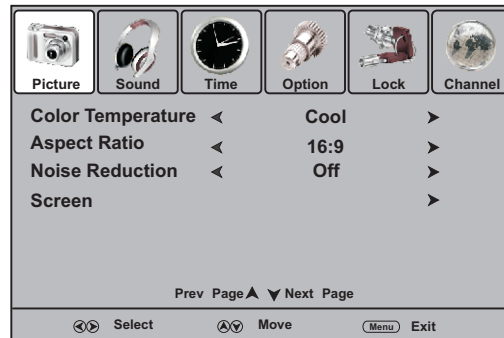 Picture Sound Time Option Lock Channel
Color Temperature Cool
Aspect Ratio 16:9
Noise Reduction Off
Screen
Prev Page Next Page
Select Move Menu Exit